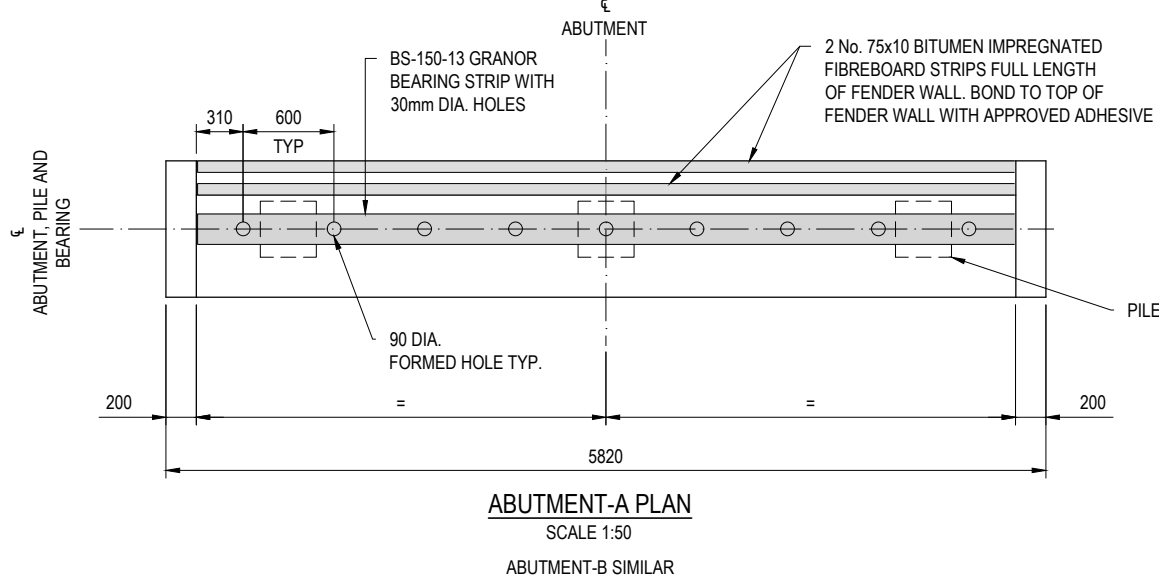 ℄
ABUTMENT
BS-150-13 GRANOR
BEARING STRIP WITH
30mm DIA. HOLES
2 No. 75x10 BITUMEN IMPREGNATED
FIBREBOARD STRIPS FULL LENGTH
OF FENDER WALL. BOND TO TOP OF
FENDER WALL WITH APPROVED ADHESIVE
310
600
TYP
℄
ABUTMENT, PILE AND
BEARING
PILE
90 DIA.
FORMED HOLE TYP.
200
=
=
200
5820
ABUTMENT-A PLAN
SCALE 1:50
ABUTMENT-B SIMILAR